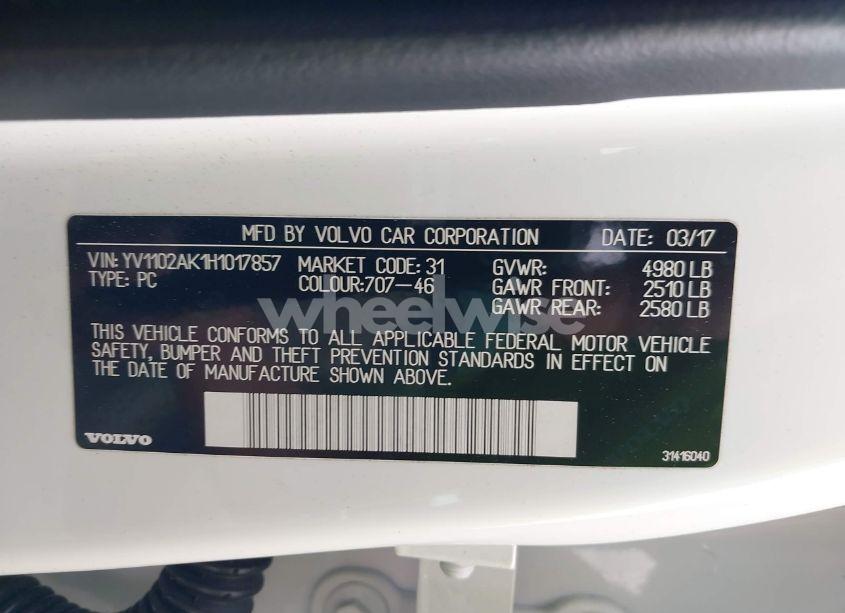 MFD BY VOLVO CAR CORPORATION DATE: 03/17
VIN: YV1102AK1H1017857 MARKET CODE: 31 GVWR: 4980 LB
TYPE: PC COLOUR:707-46 GAWR FRONT: 2510 LB
GAWR REAR: 2580 LB
wheelwise
THIS VEHICLE CONFORMS TO ALL APPLICABLE FEDERAL MOTOR VEHICLE
SAFETY, BUMPER AND THEFT PREVENTION STANDARDS IN EFFECT ON
THE DATE OF MANUFACTURE SHOWN ABOVE.
VOLVO
31416040